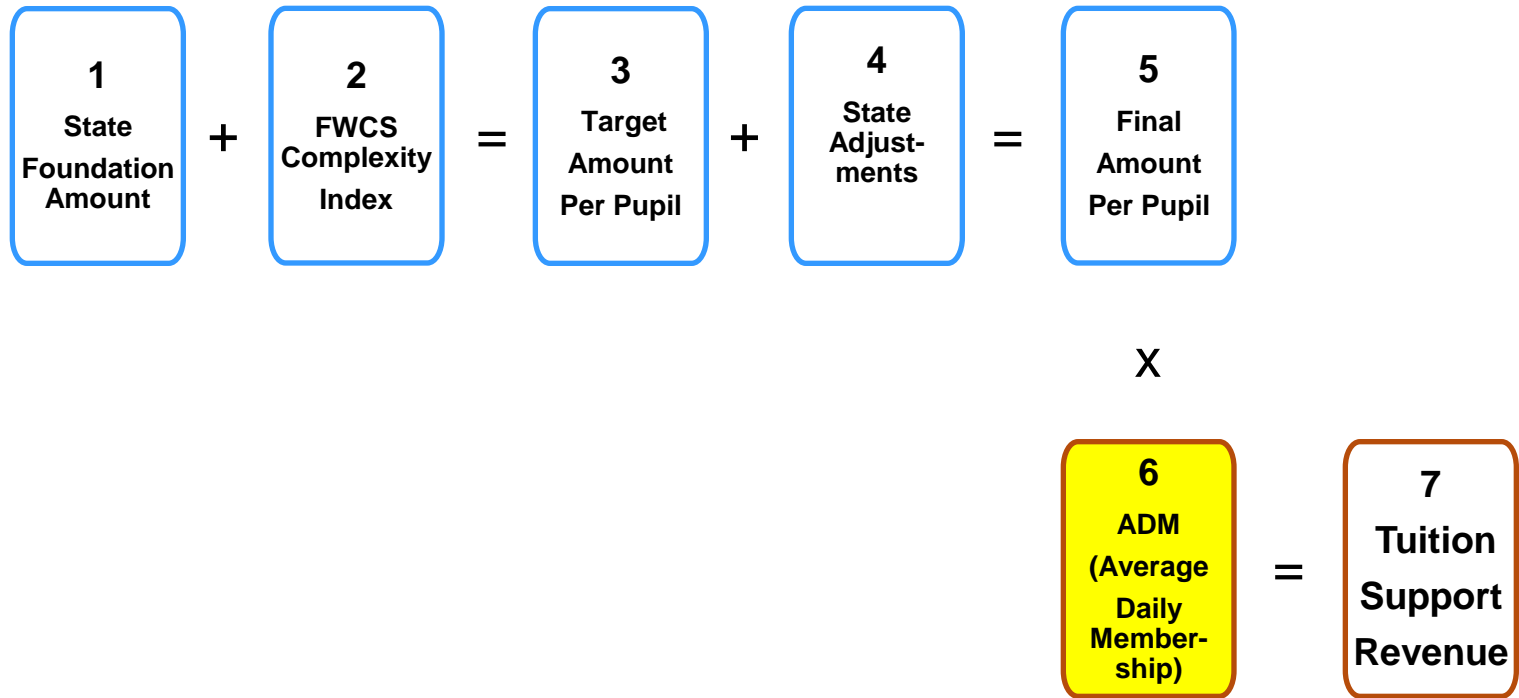 1
State
Foundation
Amount
+
2
FWCS
Complexity
Index
=
3
Target
Amount
Per Pupil
+
4
State
Adjust-
ments
=
5
Final
Amount
Per Pupil
x
6
ADM
(Average
Daily
Member-
ship)
=
7
Tuition
Support
Revenue